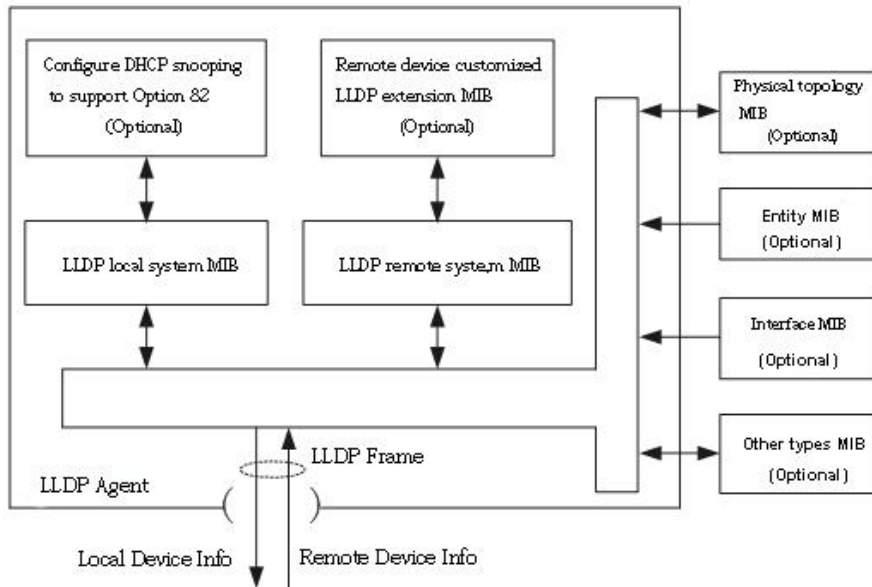 Configure DHCP snooping
to support Option 82
(Optional)
Remote device customized
LLDP extension MIB
(Optional)
Physical topology
MIB
(Optional)
LLDP local system MIB
LLDP remote syste,m MIB
Entity MIB
(Optional)
Interface MIB
(Optional)
Other types MIB
(Optional)
LLDP Frame
LLDP Agent
Local Device Info
Remote Device Info